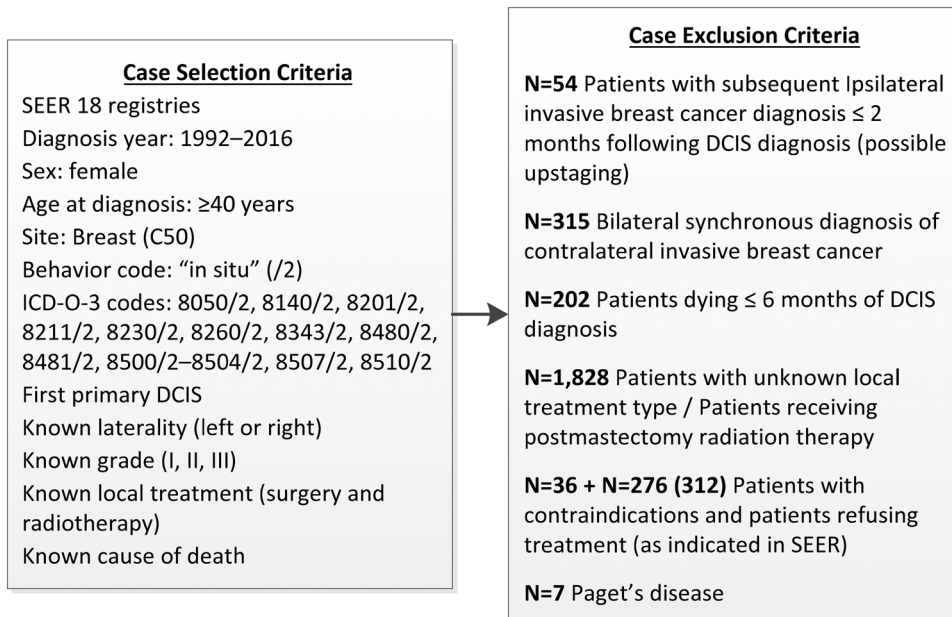 Case Selection Criteria
SEER 18 registries
Diagnosis year: 1992–2016
Sex: female
Age at diagnosis: ≥40 years
Site: Breast (C50)
Behavior code: “in situ” (/2)
ICD-O-3 codes: 8050/2, 8140/2, 8201/2,
8211/2, 8230/2, 8260/2, 8343/2, 8480/2,
8481/2, 8500/2–8504/2, 8507/2, 8510/2
First primary DCIS
Known laterality (left or right)
Known grade (I, II, III)
Known local treatment (surgery and
radiotherapy)
Known cause of death
Case Exclusion Criteria
N=54 Patients with subsequent Ipsilateral
invasive breast cancer diagnosis ≤ 2
months following DCIS diagnosis (possible
upstaging)
N=315 Bilateral synchronous diagnosis of
contralateral invasive breast cancer
N=202 Patients dying ≤ 6 months of DCIS
diagnosis
N=1,828 Patients with unknown local
treatment type / Patients receiving
postmastectomy radiation therapy
N=36 + N=276 (312) Patients with
contraindications and patients refusing
treatment (as indicated in SEER)
N=7 Paget’s disease